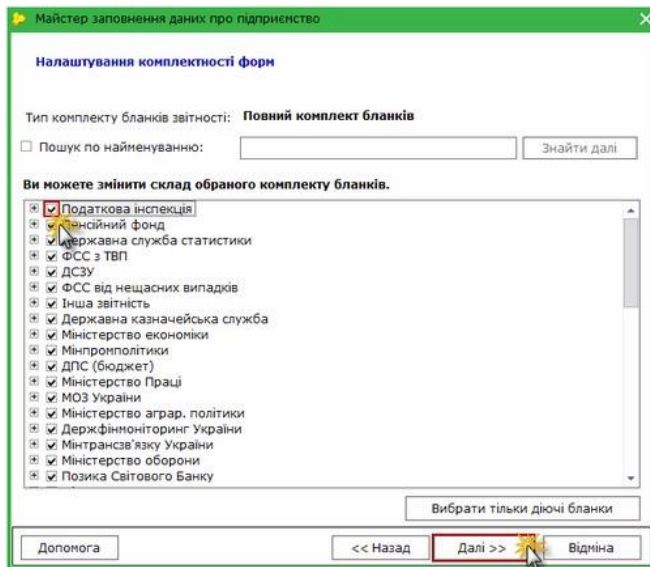 Майстер заповнення даних про підприємство
Налаштування комплектності форм
Тип комплекту бланків звітності: Повний комплект бланків
Пошук по найменуванню: Знайти далі
Ви можете змінити склад обраного комплекту бланків.
Податкова інспекція
Пенсійний фонд
Державна служба статистики
ФСС з ТВП
ДСЗУ
ФСС від нещасних випадків
Інша звітність
Державна казначейська служба
Міністерство економіки
Мінпромполітики
ДПС (бюджет)
Міністерство Праці
МОЗ України
Міністерство аграр. політики
Держфінмоніторинг України
Мінтрансзв'язку України
Міністерство оборони
Позика Світового Банку
Вибрати тільки діючі бланки
Допомога << Назад Далі >> Відміна